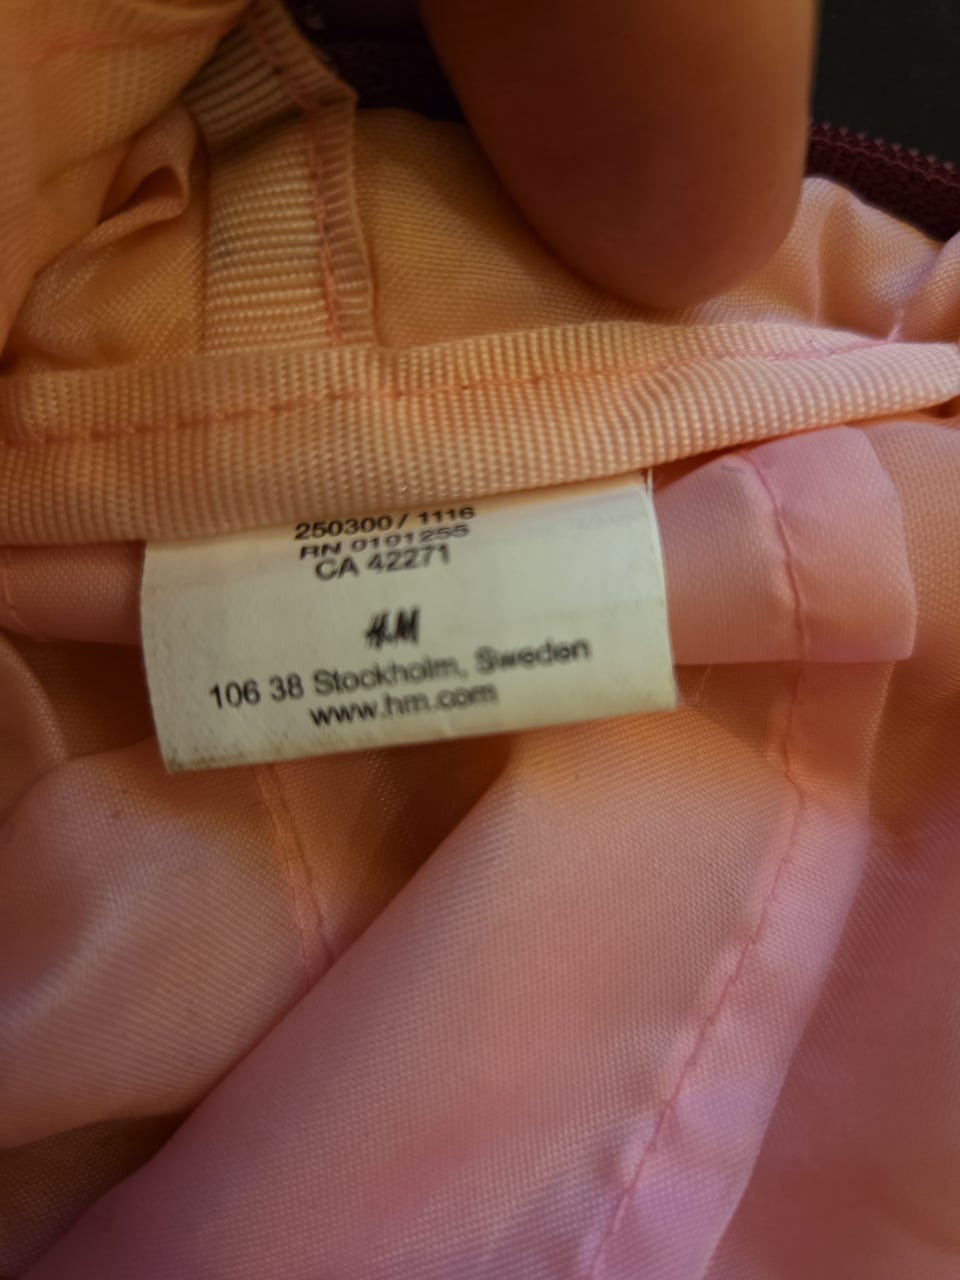 250300 / 1116
RN 0101255
CA 42271
H&M
106 38 Stockholm, Sweden
www.hm.com